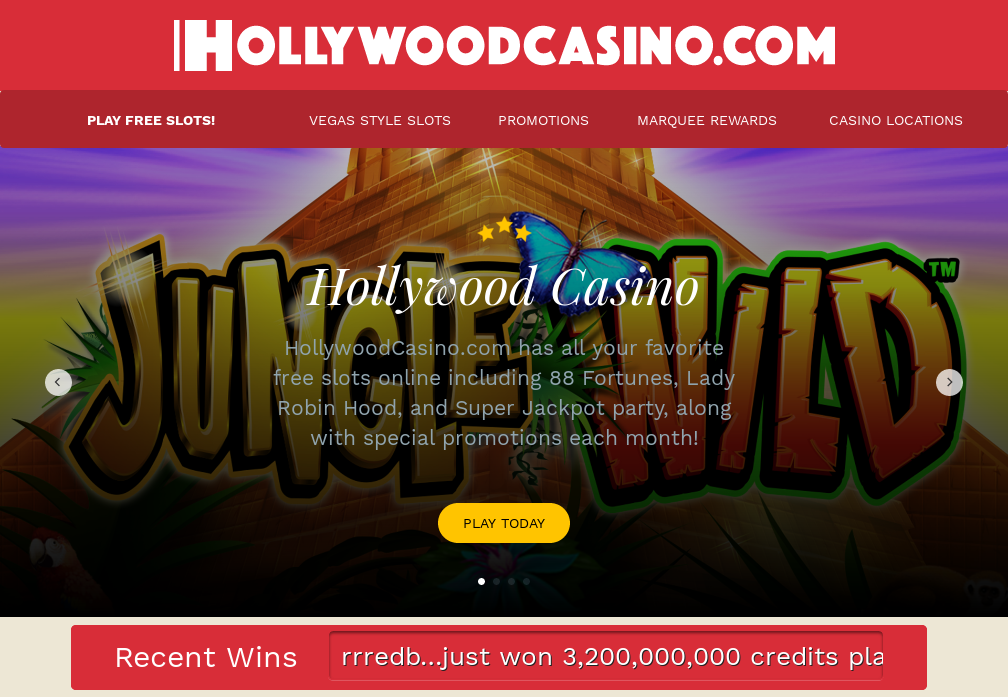 HOLLYWOODCASINO.COM
PLAY FREE SLOTS! VEGAS STYLE SLOTS PROMOTIONS MARQUEE REWARDS CASINO LOCATIONS
JUNGLE WILD™
Hollywood Casino
HollywoodCasino.com has all your favorite
free slots online including 88 Fortunes, Lady
Robin Hood, and Super Jackpot party, along
with special promotions each month!
PLAY TODAY
Recent Wins rrredb...just won 3,200,000,000 credits pla